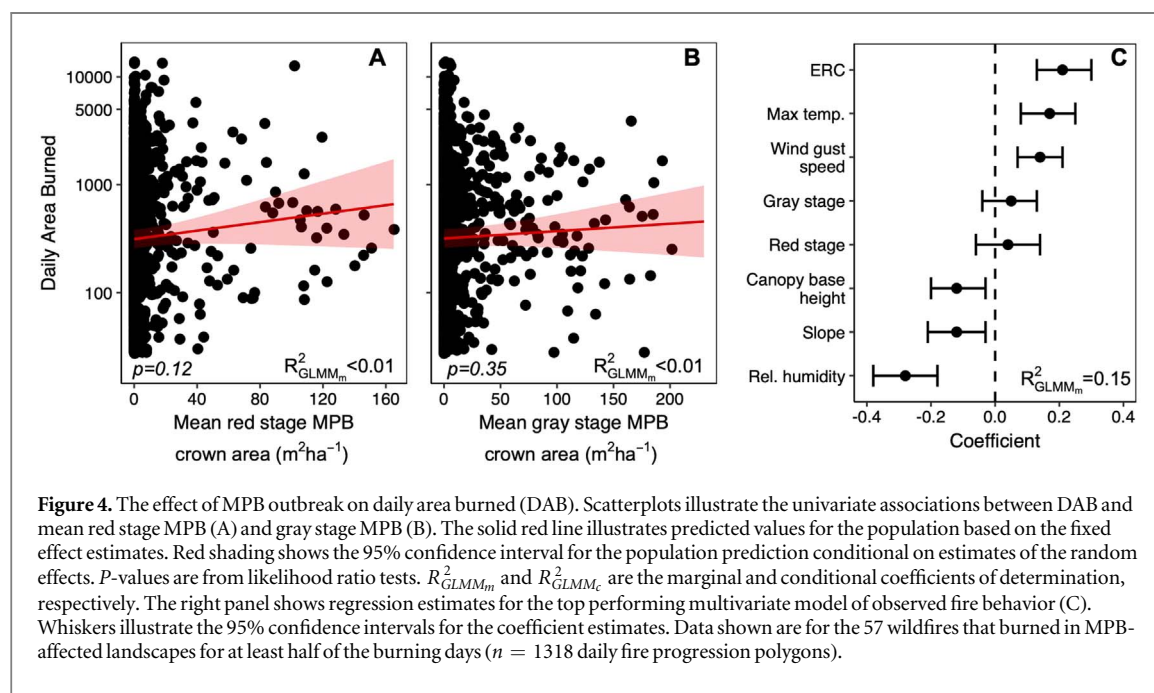 A
B
C
10000
5000
1000
100
Daily Area Burned
p=0.12
R²GLMMm<0.01
p=0.35
R²GLMMm<0.01
0 40 80 120 160
0 50 100 150 200
Mean red stage MPB
crown area (m²ha⁻¹)
Mean gray stage MPB
crown area (m²ha⁻¹)
ERC
Max temp.
Wind gust
speed
Gray stage
Red stage
Canopy base
height
Slope
Rel. humidity
R²GLMMm=0.15
-0.4 -0.2 0.0 0.2 0.4
Coefficient
Figure 4. The effect of MPB outbreak on daily area burned (DAB). Scatterplots illustrate the univariate associations between DAB and
mean red stage MPB (A) and gray stage MPB (B). The solid red line illustrates predicted values for the population based on the fixed
effect estimates. Red shading shows the 95% confidence interval for the population prediction conditional on estimates of the random
effects. P-values are from likelihood ratio tests. R²GLMMm and R²GLMMc are the marginal and conditional coefficients of determination,
respectively. The right panel shows regression estimates for the top performing multivariate model of observed fire behavior (C).
Whiskers illustrate the 95% confidence intervals for the coefficient estimates. Data shown are for the 57 wildfires that burned in MPB-
affected landscapes for at least half of the burning days (n = 1318 daily fire progression polygons).